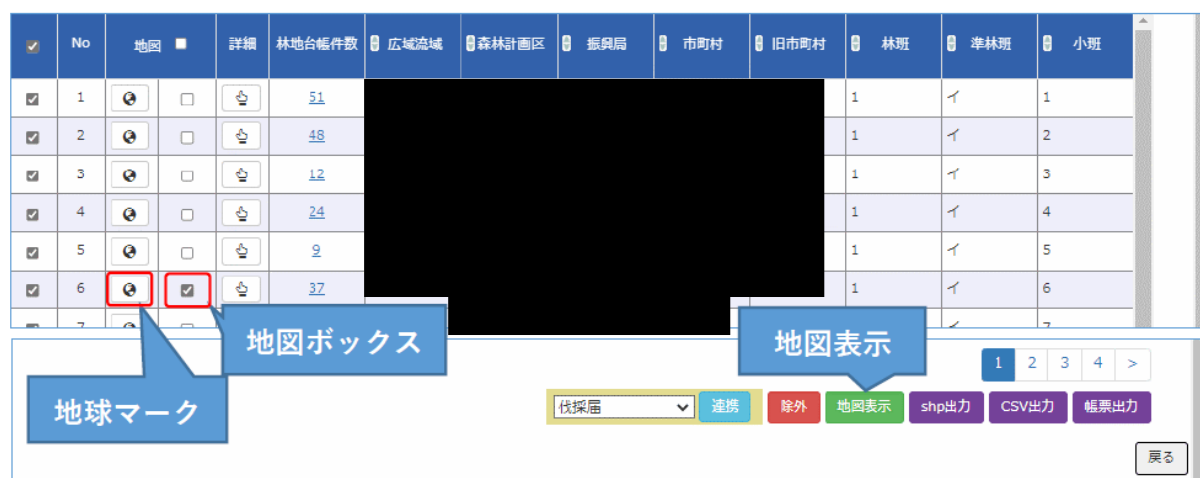 No 地図 詳細 林地台帳件数 広域流域 森林計画区 振興局 市町村 旧市町村 林班 準林班 小班
1 51 1 イ 1
2 48 1 イ 2
3 12 1 イ 3
4 24 1 イ 4
5 9 1 イ 5
6 37 1 イ 6
7 イ 7
地図ボックス
地図表示
地球マーク
1 2 3 4 >
伐採届 連携 除外 地図表示 shp出力 CSV出力 帳票出力
戻る